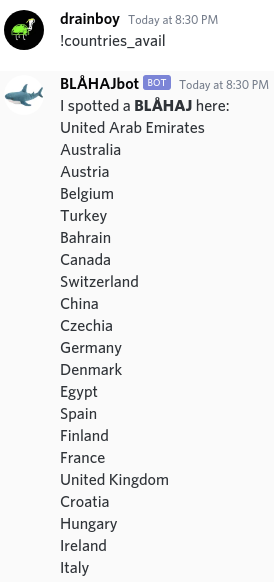 drainboy Today at 8:30 PM
!countries_avail
BLÅHAJbot BOT Today at 8:30 PM
I spotted a BLÅHAJ here:
United Arab Emirates
Australia
Austria
Belgium
Turkey
Bahrain
Canada
Switzerland
China
Czechia
Germany
Denmark
Egypt
Spain
Finland
France
United Kingdom
Croatia
Hungary
Ireland
Italy